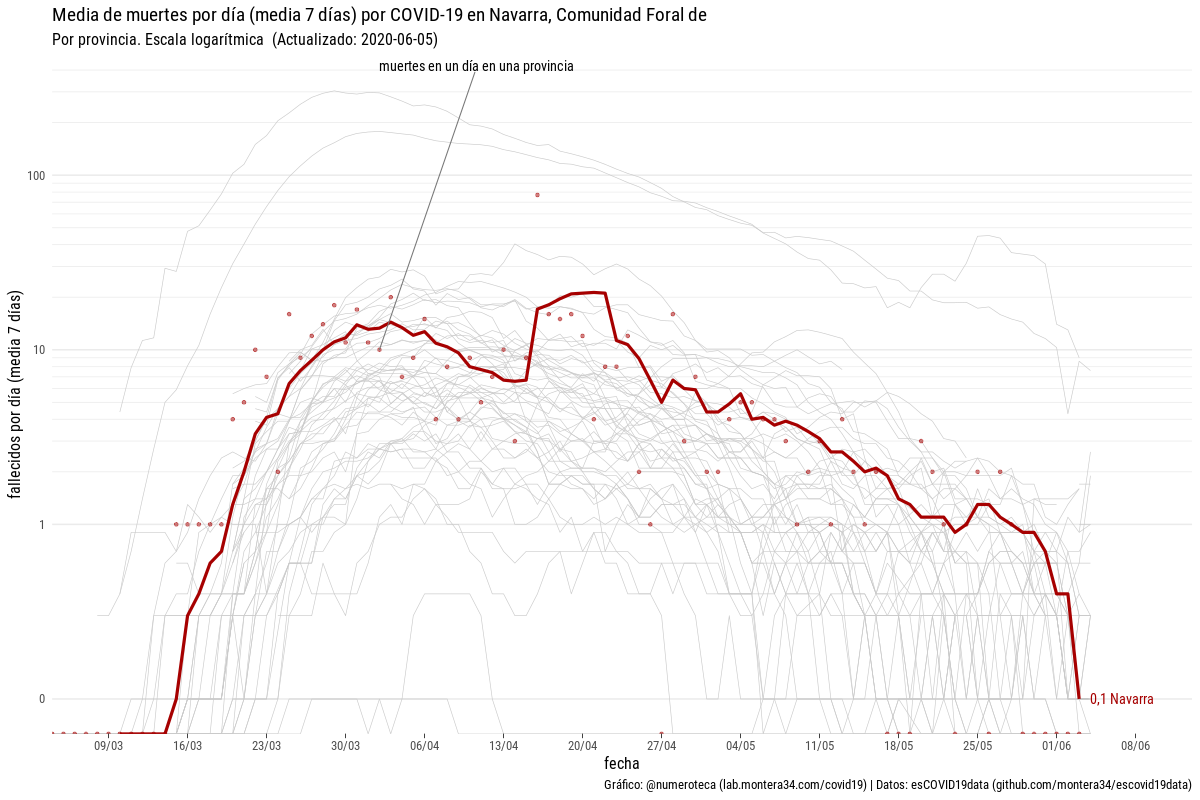 Media de muertes por día (media 7 días) por COVID-19 en Navarra, Comunidad Foral de
Por provincia. Escala logarítmica  (Actualizado: 2020-06-05)
muertes en un día en una provincia
fallecidos por día (media 7 días)
100
10
1
0
0,1 Navarra
09/03 16/03 23/03 30/03 06/04 13/04 20/04 27/04 04/05 11/05 18/05 25/05 01/06 08/06
fecha
Gráfico: @numeroteca (lab.montera34.com/covid19) | Datos: esCOVID19data (github.com/montera34/escovid19data)